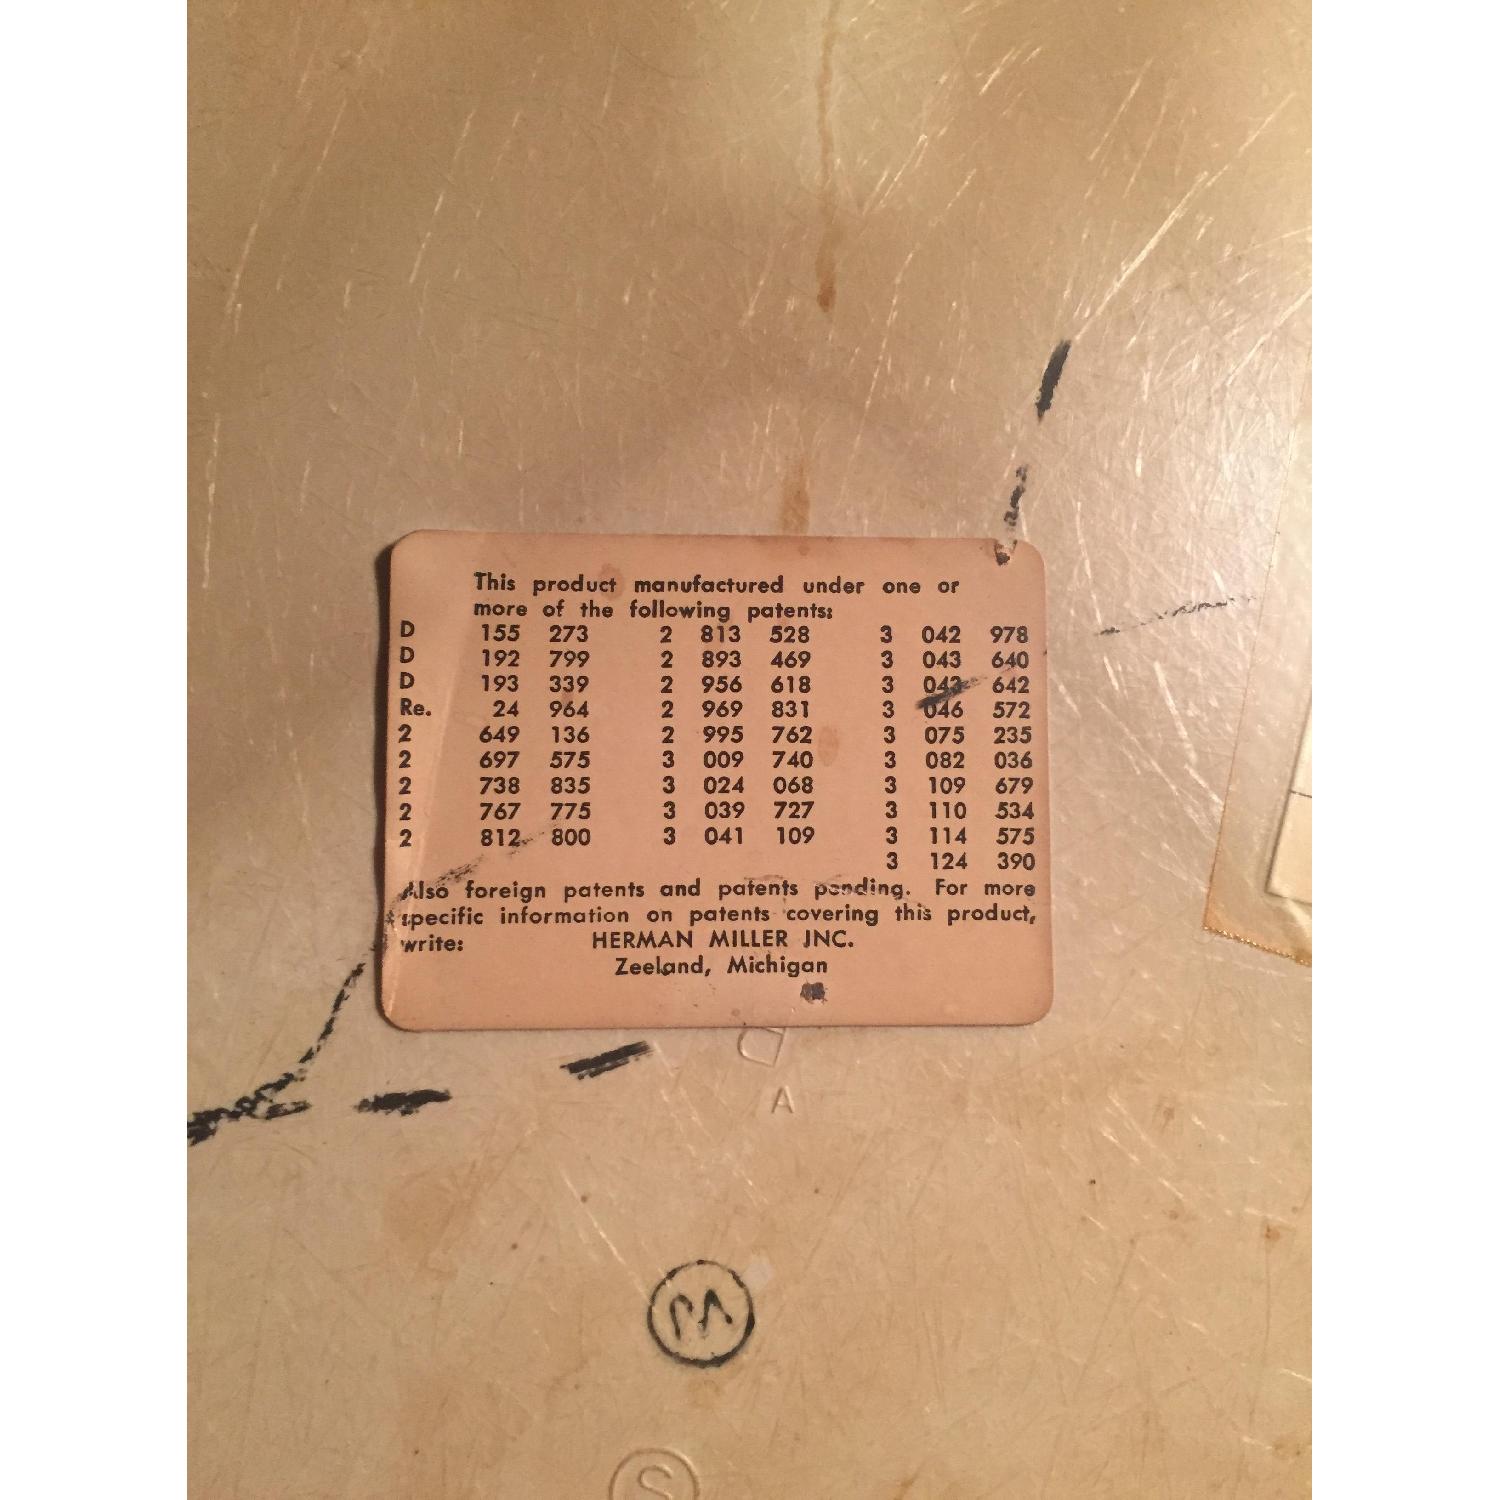 This product manufactured under one or
more of the following patents:
D 155 273 2 813 528 3 042 978
D 192 799 2 893 469 3 043 640
D 193 339 2 956 618 3 043 642
Re. 24 964 2 969 831 3 046 572
2 649 136 2 995 762 3 075 235
2 697 575 3 009 740 3 082 036
2 738 835 3 024 068 3 109 679
2 767 775 3 039 727 3 110 534
2 812 800 3 041 109 3 114 575
3 124 390
Also foreign patents and patents pending. For more
specific information on patents covering this product,
write: HERMAN MILLER INC.
Zeeland, Michigan
A
S